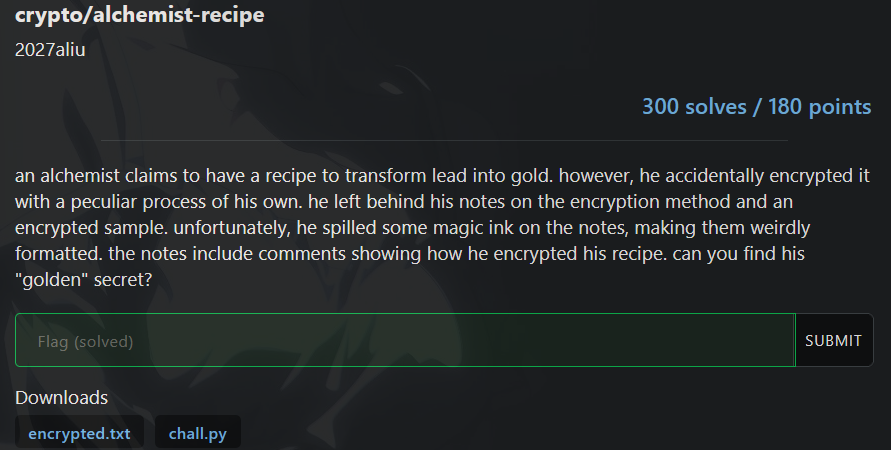 crypto/alchemist-recipe
2027aliu
300 solves / 180 points
an alchemist claims to have a recipe to transform lead into gold. however, he accidentally encrypted it
with a peculiar process of his own. he left behind his notes on the encryption method and an
encrypted sample. unfortunately, he spilled some magic ink on the notes, making them weirdly
formatted. the notes include comments showing how he encrypted his recipe. can you find his
"golden" secret?
Flag (solved) SUBMIT
Downloads
encrypted.txt chall.py